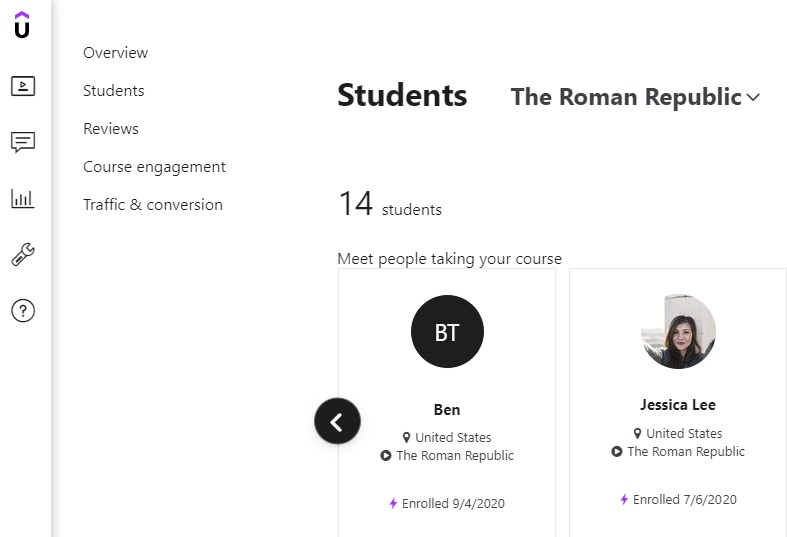 Overview
Students
Reviews
Course engagement
Traffic & conversion
Students
The Roman Republic
14 students
Meet people taking your course
BT
Ben
United States
The Roman Republic
Enrolled 9/4/2020
Jessica Lee
United States
The Roman Republic
Enrolled 7/6/2020